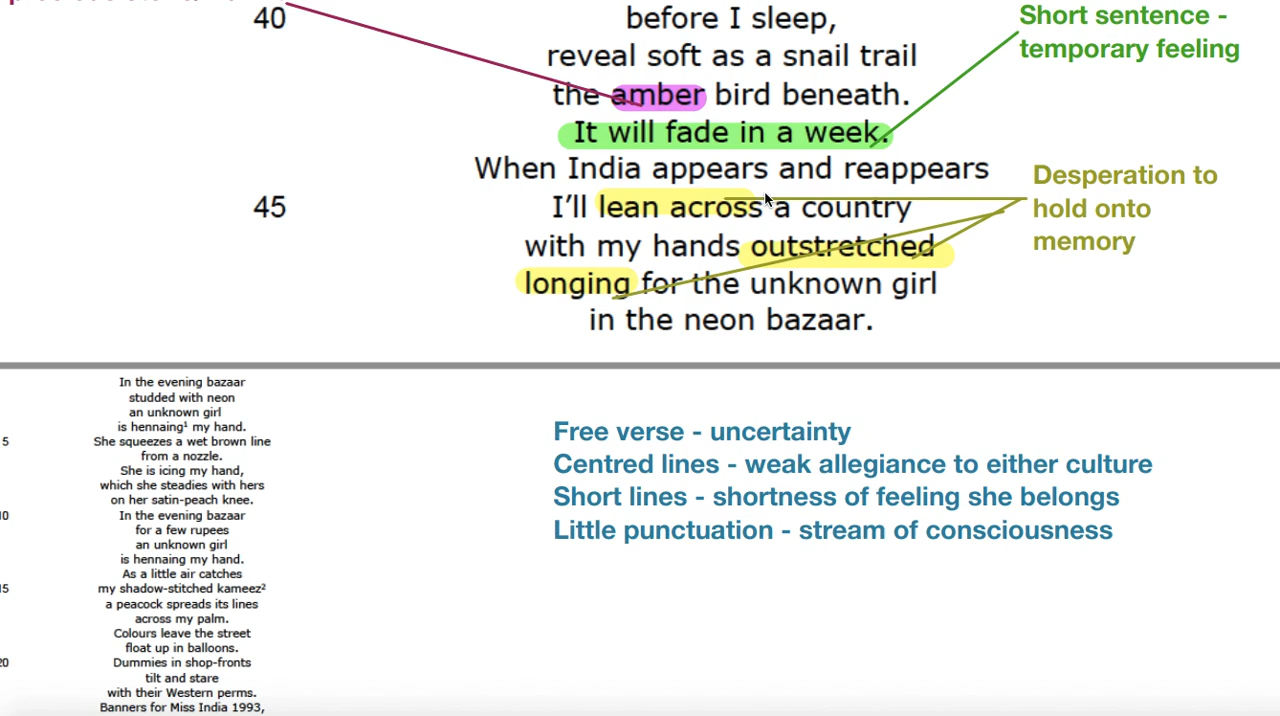 40
before I sleep,
reveal soft as a snail trail
the amber bird beneath.
It will fade in a week.
When India appears and reappears
45
I'll lean across a country
with my hands outstretched
longing for the unknown girl
in the neon bazaar.
Short sentence -
temporary feeling
Desperation to
hold onto
memory
In the evening bazaar
studded with neon
an unknown girl
is hennaing¹ my hand.
5
She squeezes a wet brown line
from a nozzle.
She is icing my hand,
which she steadies with hers
on her satin-peach knee.
10
In the evening bazaar
for a few rupees
an unknown girl
is hennaing my hand.
As a little air catches
15
my shadow-stitched kameez²
a peacock spreads its lines
across my palm.
Colours leave the street
float up in balloons.
20
Dummies in shop-fronts
tilt and stare
with their Western perms.
Banners for Miss India 1993,
Free verse - uncertainty
Centred lines - weak allegiance to either culture
Short lines - shortness of feeling she belongs
Little punctuation - stream of consciousness